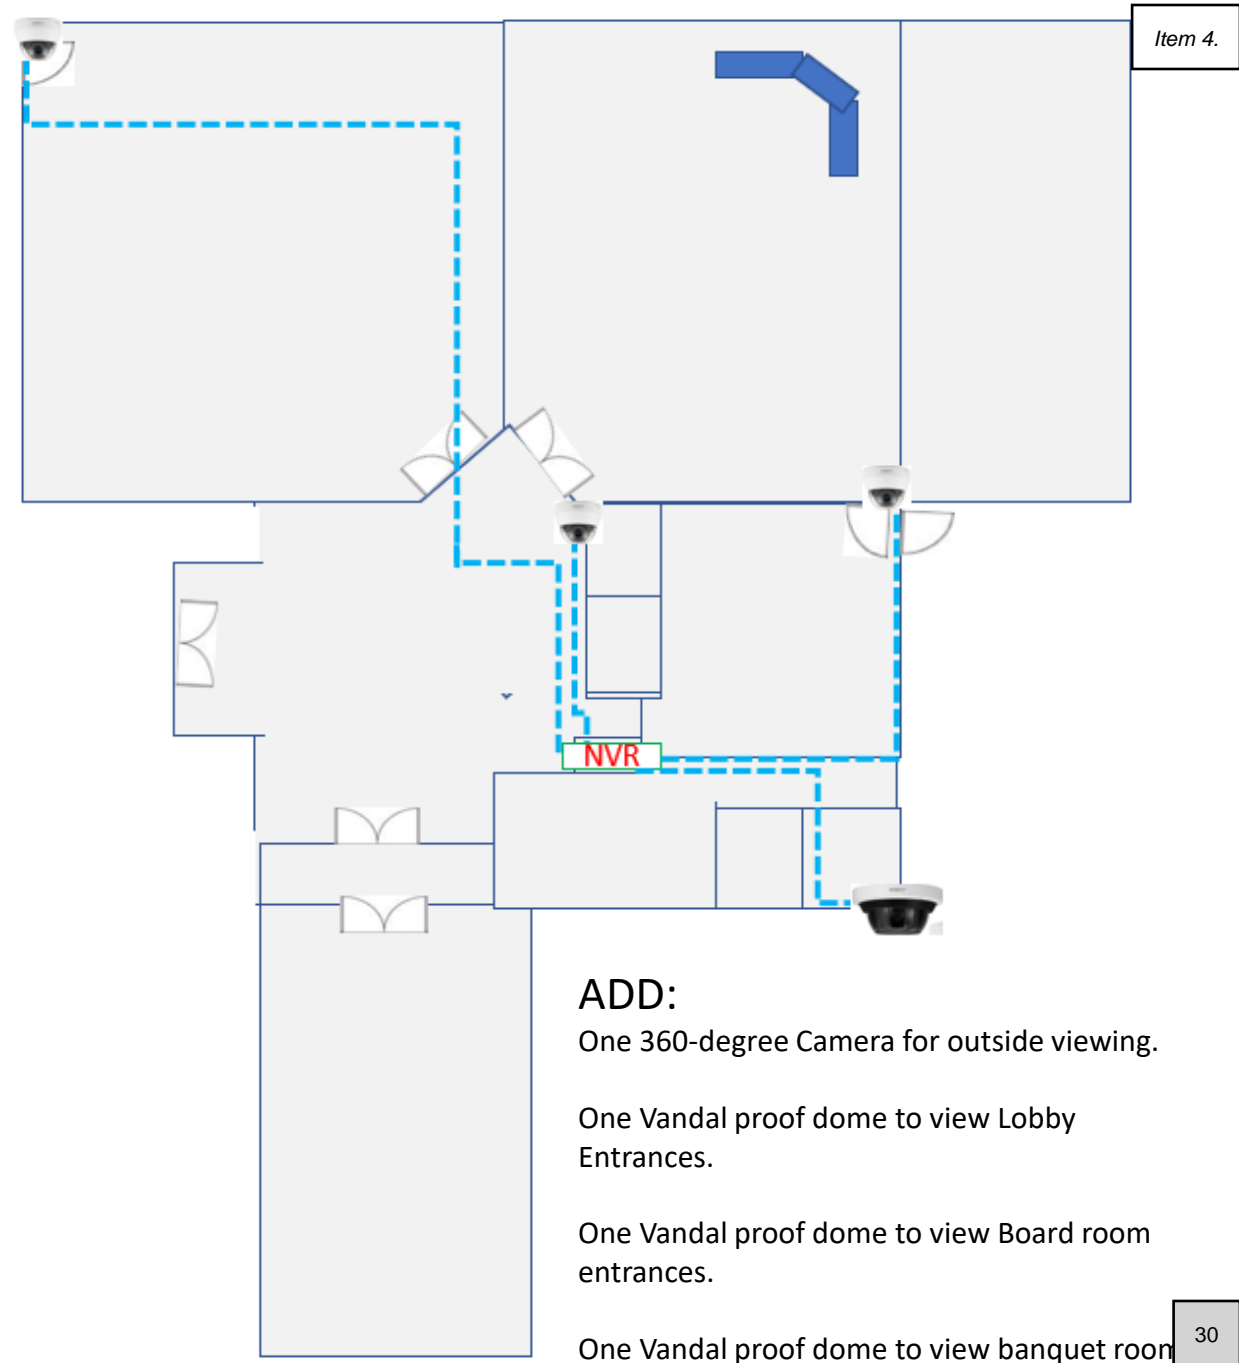 Item 4.
NVR
ADD:
One 360-degree Camera for outside viewing.
One Vandal proof dome to view Lobby
Entrances.
One Vandal proof dome to view Board room
entrances.
One Vandal proof dome to view banquet room
30